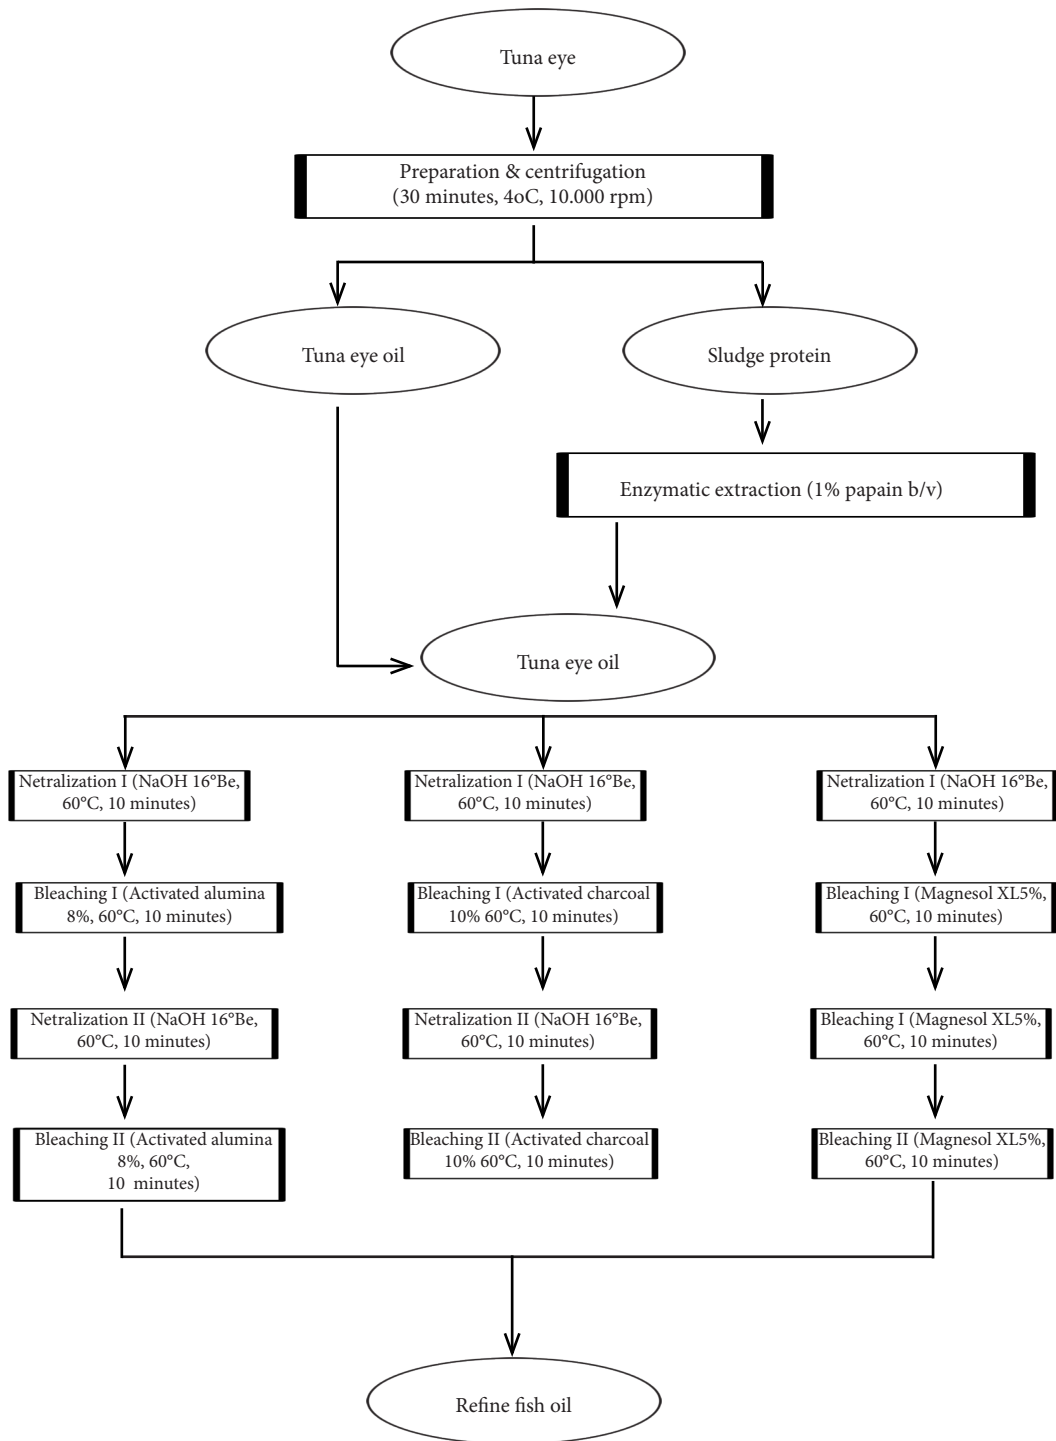 Tuna eye
Preparation & centrifugation
(30 minutes, 4oC, 10.000 rpm)
Tuna eye oil
Sludge protein
Enzymatic extraction (1% papain b/v)
Tuna eye oil
Netralization I (NaOH 16°Be,
60°C, 10 minutes)
Netralization I (NaOH 16°Be,
60°C, 10 minutes)
Netralization I (NaOH 16°Be,
60°C, 10 minutes)
Bleaching I (Activated alumina
8%, 60°C, 10 minutes)
Bleaching I (Activated charcoal
10% 60°C, 10 minutes)
Bleaching I (Magnesol XL5%,
60°C, 10 minutes)
Netralization II (NaOH 16°Be,
60°C, 10 minutes)
Netralization II (NaOH 16°Be,
60°C, 10 minutes)
Bleaching I (Magnesol XL5%,
60°C, 10 minutes)
Bleaching II (Activated alumina
8%, 60°C,
10 minutes)
Bleaching II (Activated charcoal
10% 60°C, 10 minutes)
Bleaching II (Magnesol XL5%,
60°C, 10 minutes)
Refine fish oil